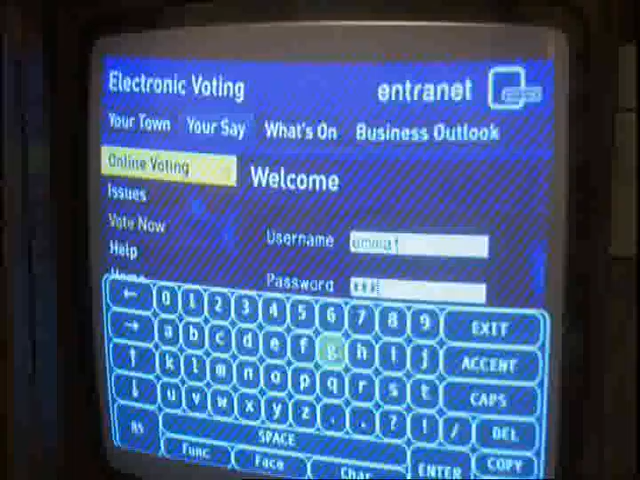 Electronic Voting
entranet
Your Town Your Say What's On Business Outlook
Online Voting
Welcome
Issues
Vote Now
Username
Help
Home
Password ***
← 0 1 2 3 4 5 6 7 8 9 EXIT
→ a b c d e f g h i j ACCENT
↑ k l m n o p q r s t CAPS
↓ u v w x y z , . ? ! / DEL
SPACE
Func Face Char ENTER COPY